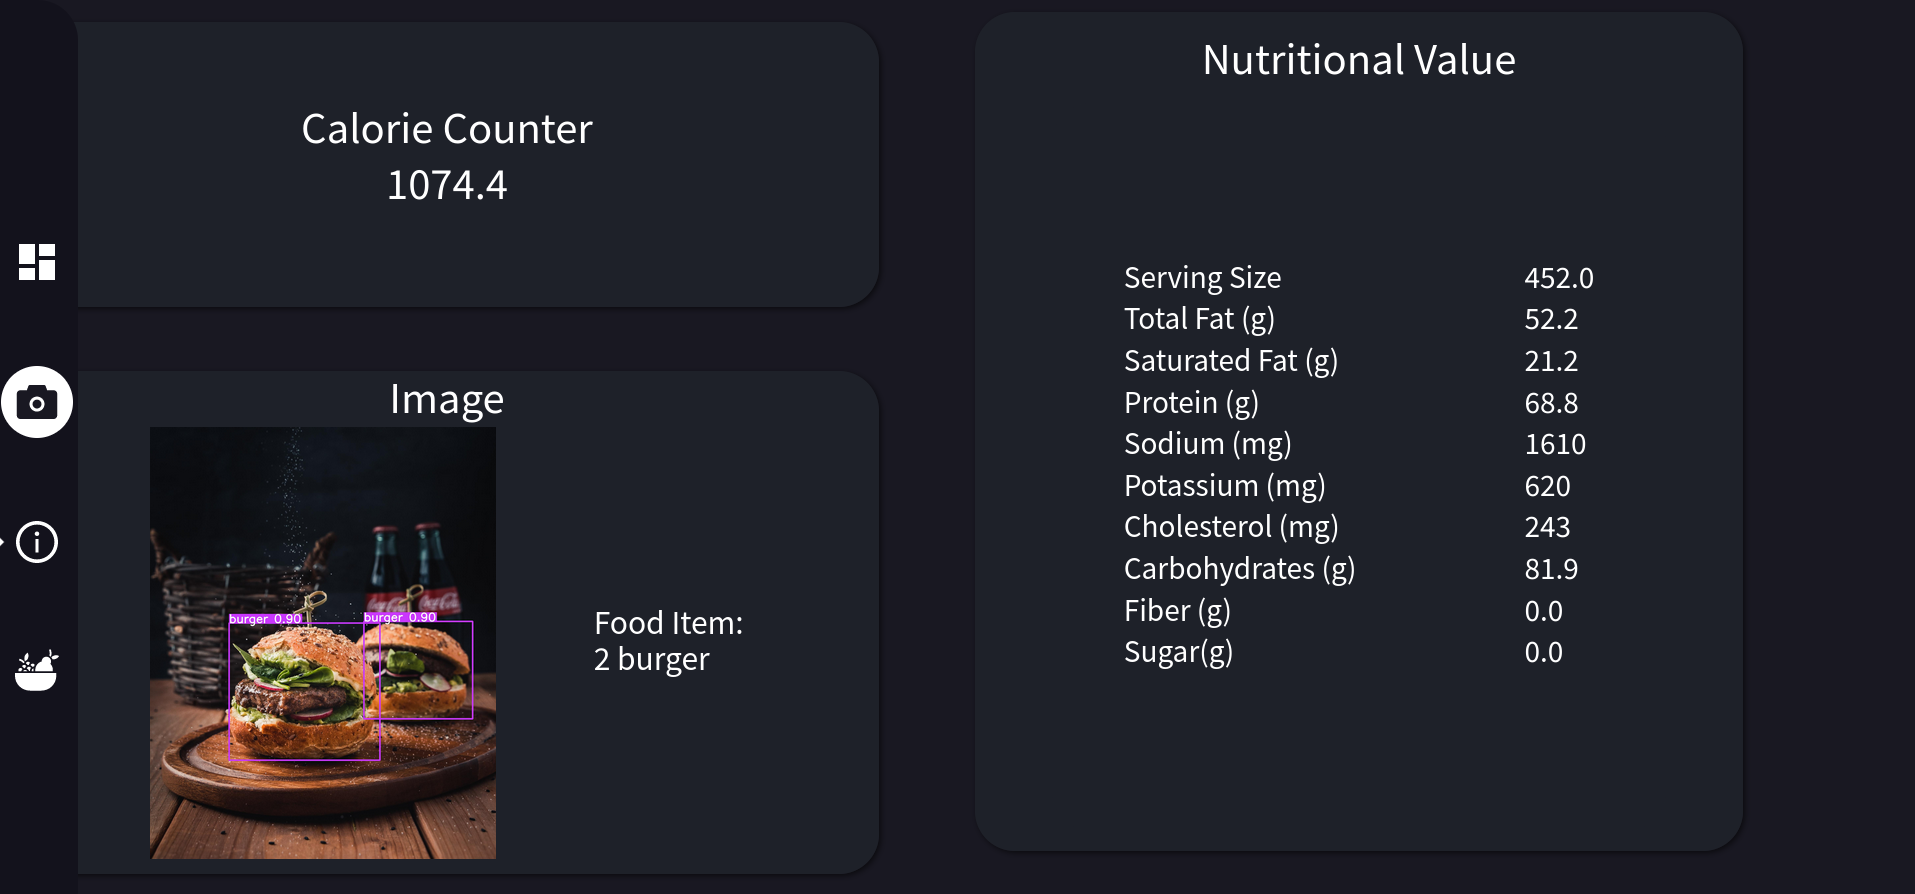 Calorie Counter
1074.4
Image
burger 0.90
burger 0.90
Food Item:
2 burger
Nutritional Value
Serving Size 452.0
Total Fat (g) 52.2
Saturated Fat (g) 21.2
Protein (g) 68.8
Sodium (mg) 1610
Potassium (mg) 620
Cholesterol (mg) 243
Carbohydrates (g) 81.9
Fiber (g) 0.0
Sugar(g) 0.0